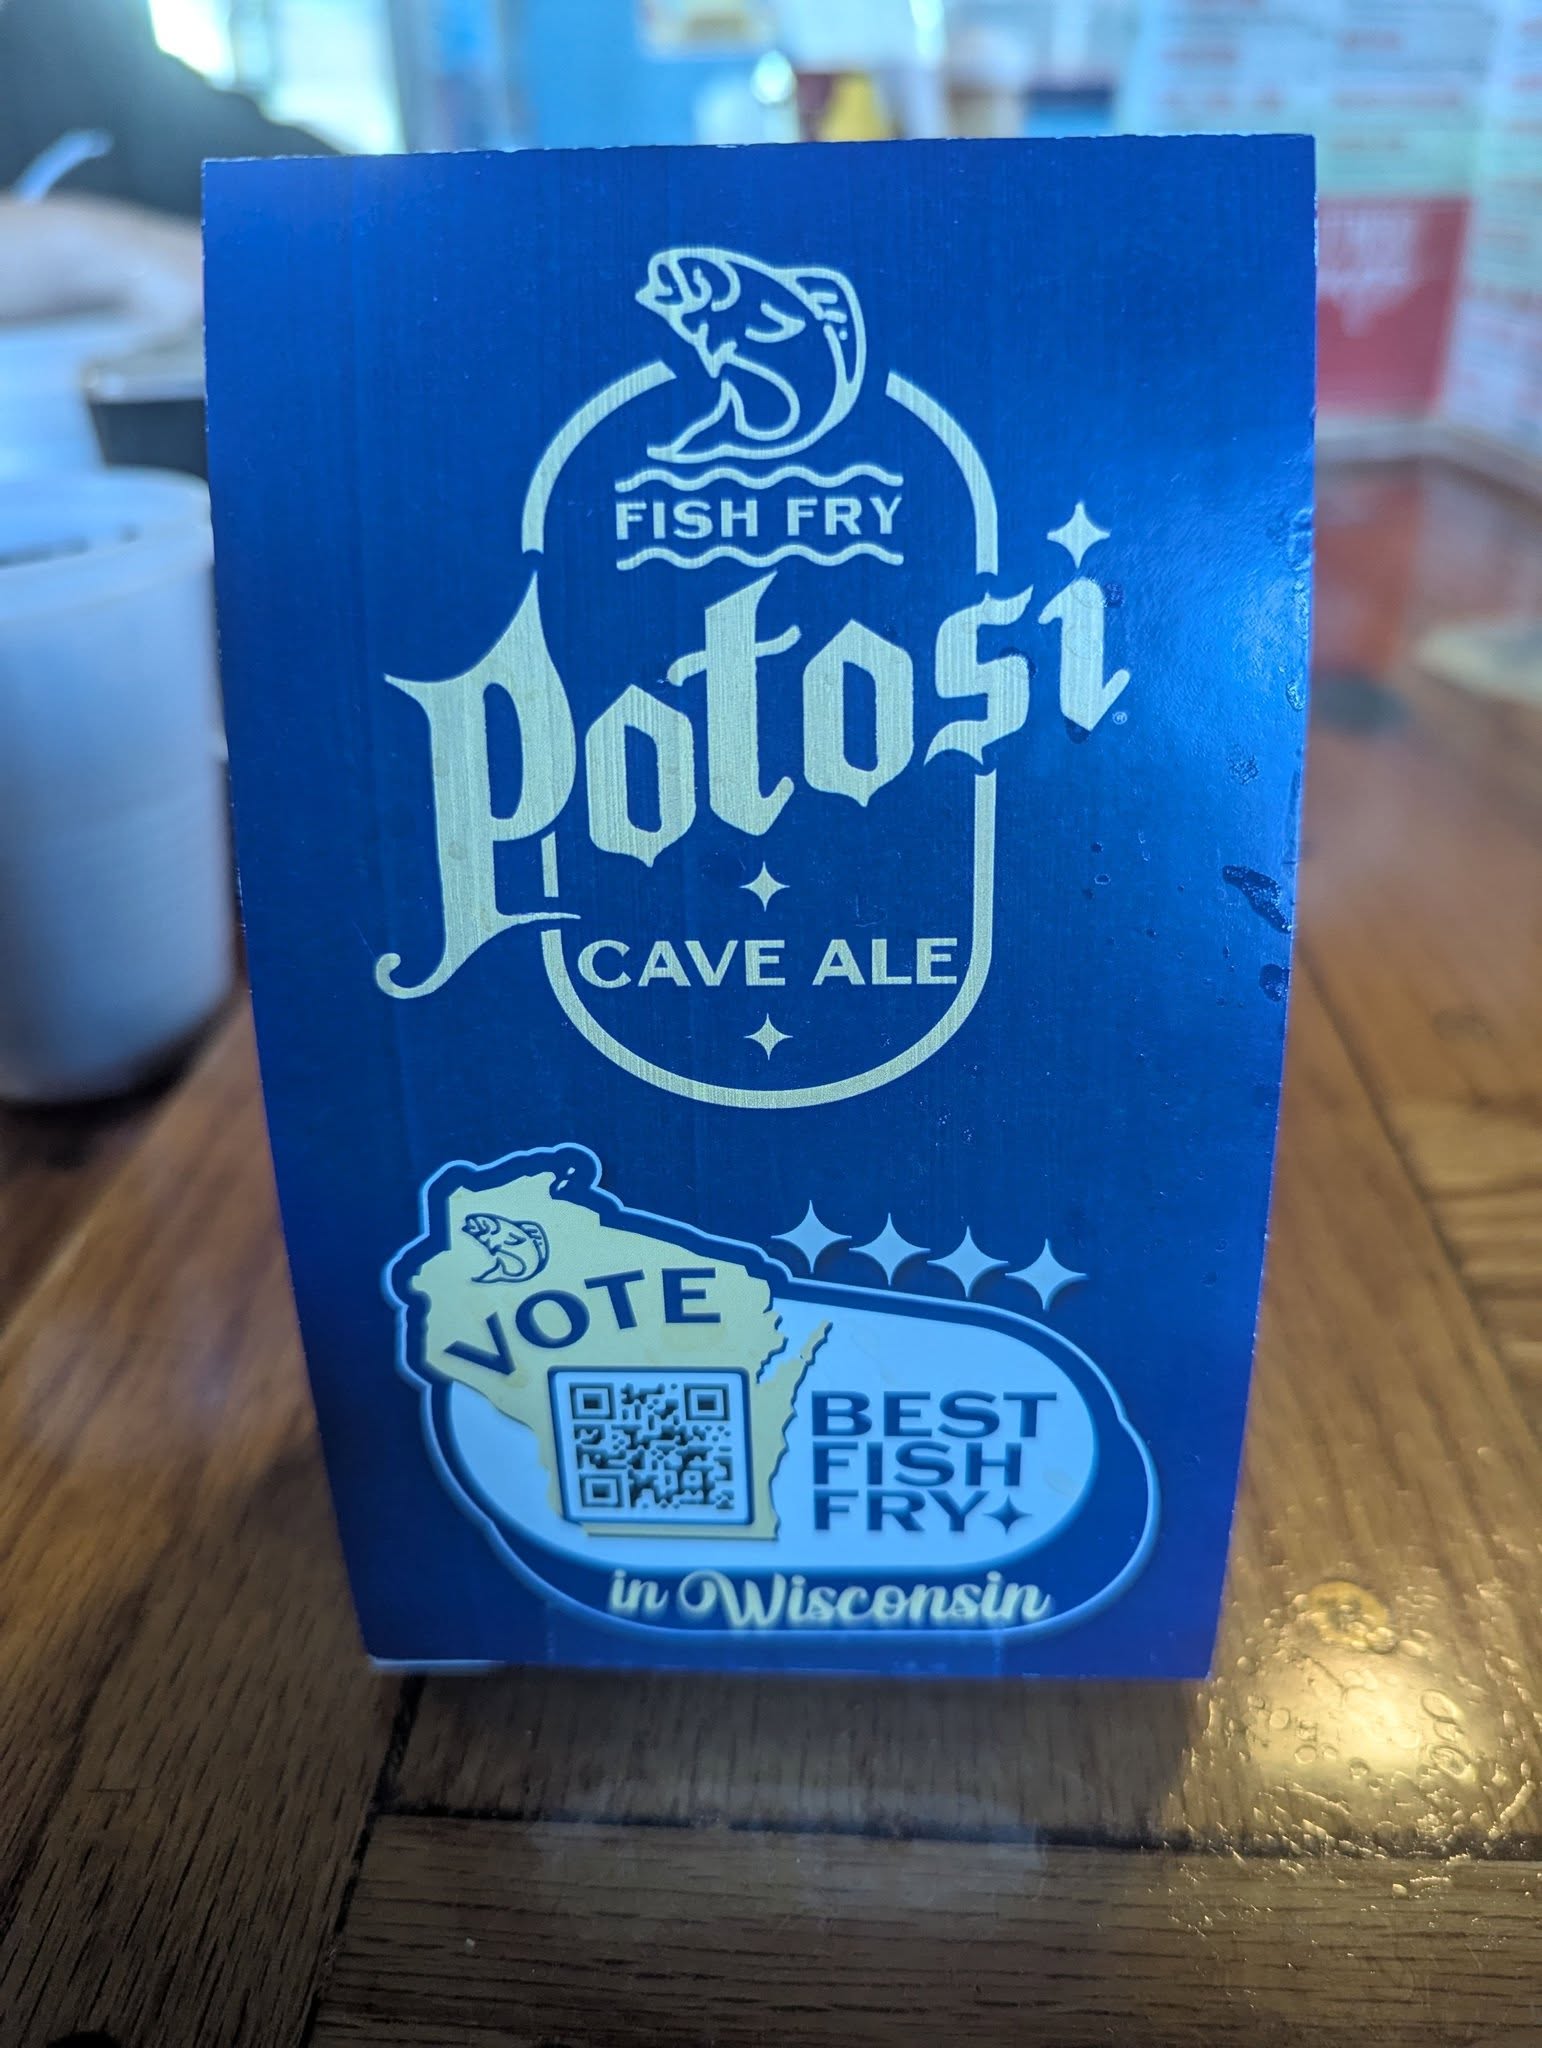 FISH FRY
Potosi®
CAVE ALE
VOTE
BEST
FISH
FRY
in Wisconsin